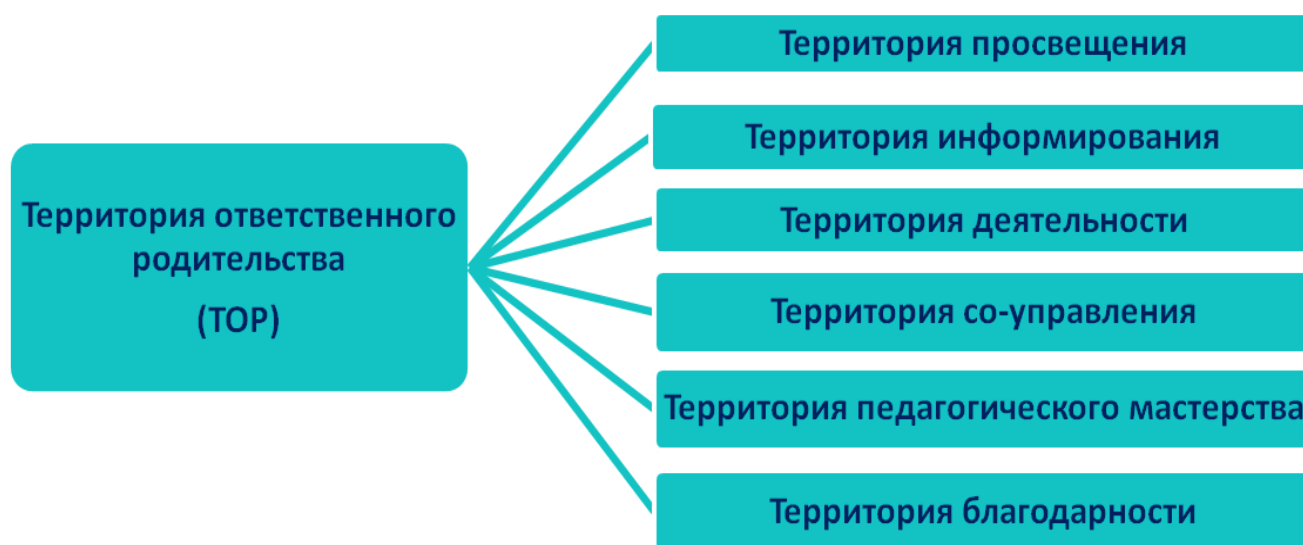 Территория ответственного
родительства
(ТОР)
Территория просвещения
Территория информирования
Территория деятельности
Территория со-управления
Территория педагогического мастерства
Территория благодарности